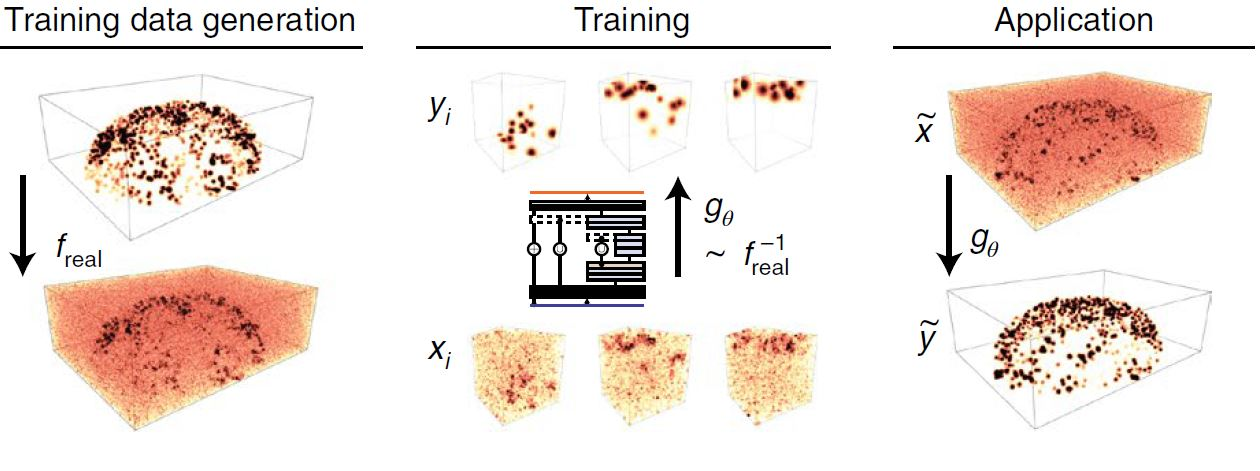 Training data generation
f_real
Training
y_i
g_θ
~ f_real^{-1}
x_i
Application
x̃
g_θ
ỹ